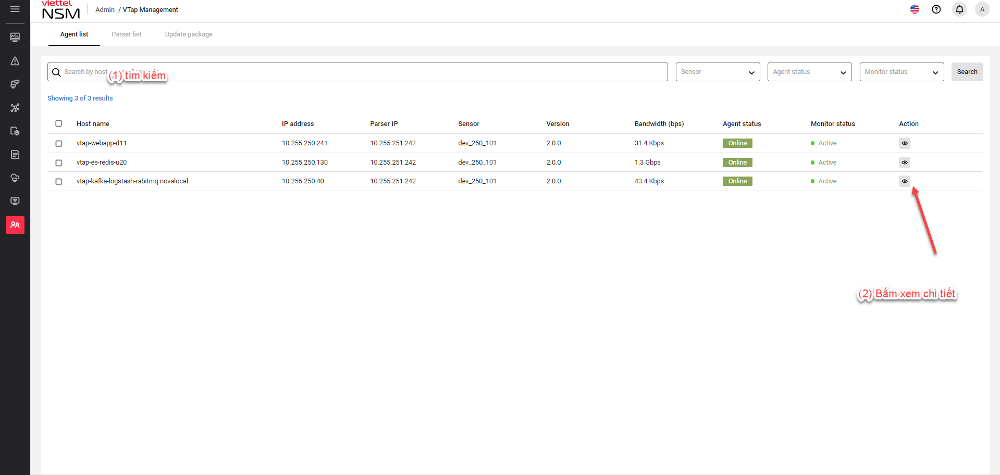 viettel
NSM
Admin / VTap Management
A
Agent list
Parser list
Update package
Search by host
(1) tìm kiếm
Sensor
Agent status
Monitor status
Search
Showing 3 of 3 results
Host name IP address Parser IP Sensor Version Bandwidth (bps) Agent status Monitor status Action
vtap-webapp-d11 10.255.250.241 10.255.251.242 dev_250_101 2.0.0 31.4 Kbps Online Active
vtap-es-redis-u20 10.255.250.130 10.255.251.242 dev_250_101 2.0.0 1.3 Gbps Online Active
vtap-kafka-logstash-rabitmq.novalocal 10.255.250.40 10.255.251.242 dev_250_101 2.0.0 43.4 Kbps Online Active
(2) Bấm xem chi tiết